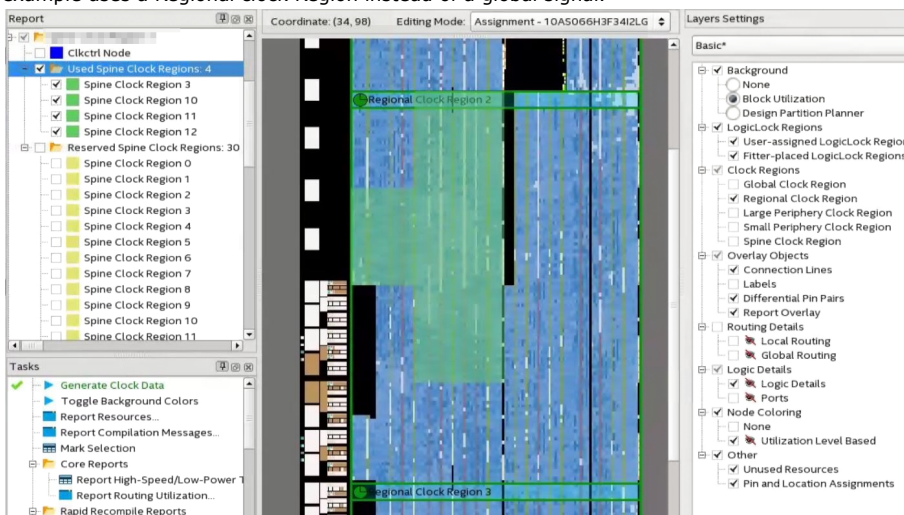 example uses a Regional clock Region instead of a global signal.
Report
Clkctrl Node
Used Spine Clock Regions: 4
Spine Clock Region 3
Spine Clock Region 10
Spine Clock Region 11
Spine Clock Region 12
Reserved Spine Clock Regions: 30
Spine Clock Region 0
Spine Clock Region 1
Spine Clock Region 2
Spine Clock Region 3
Spine Clock Region 4
Spine Clock Region 5
Spine Clock Region 6
Spine Clock Region 7
Spine Clock Region 8
Spine Clock Region 9
Spine Clock Region 10
Spine Clock Region 11
Tasks
Generate Clock Data
Toggle Background Colors
Report Resources...
Report Compilation Messages...
Mark Selection
Core Reports
Report High-Speed/Low-Power T
Report Routing Utilization...
Rapid Recompile Reports
Coordinate: (34, 98) Editing Mode: Assignment - 10AS066H3F34I2LG
Regional Clock Region 2
Regional Clock Region 3
Layers Settings
Basic*
Background
None
Block Utilization
Design Partition Planner
LogicLock Regions
User-assigned LogicLock Region
Fitter-placed LogicLock Regions
Clock Regions
Global Clock Region
Regional Clock Region
Large Periphery Clock Region
Small Periphery Clock Region
Spine Clock Region
Overlay Objects
Connection Lines
Labels
Differential Pin Pairs
Report Overlay
Routing Details
Local Routing
Global Routing
Logic Details
Logic Details
Ports
Node Coloring
None
Utilization Level Based
Other
Unused Resources
Pin and Location Assignments